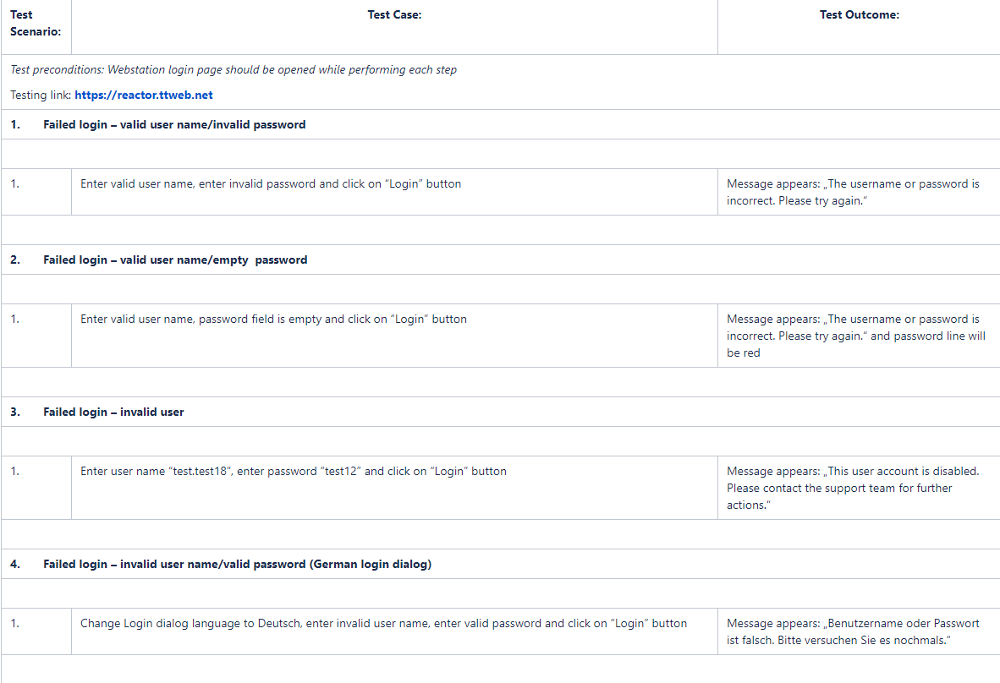 Test
Scenario:
Test Case:
Test Outcome:
Test preconditions: Webstation login page should be opened while performing each step
Testing link: https://reactor.ttweb.net
1. Failed login – valid user name/invalid password
1.
Enter valid user name, enter invalid password and click on “Login” button
Message appears: „The username or password is
incorrect. Please try again.“
2. Failed login – valid user name/empty  password
1.
Enter valid user name, password field is empty and click on “Login” button
Message appears: „The username or password is
incorrect. Please try again.“ and password line will
be red
3. Failed login – invalid user
1.
Enter user name “test.test18”, enter password “test12” and click on “Login” button
Message appears: „This user account is disabled.
Please contact the support team for further
actions.“
4. Failed login – invalid user name/valid password (German login dialog)
1.
Change Login dialog language to Deutsch, enter invalid user name, enter valid password and click on “Login” button
Message appears: „Benutzername oder Passwort
ist falsch. Bitte versuchen Sie es nochmals.“